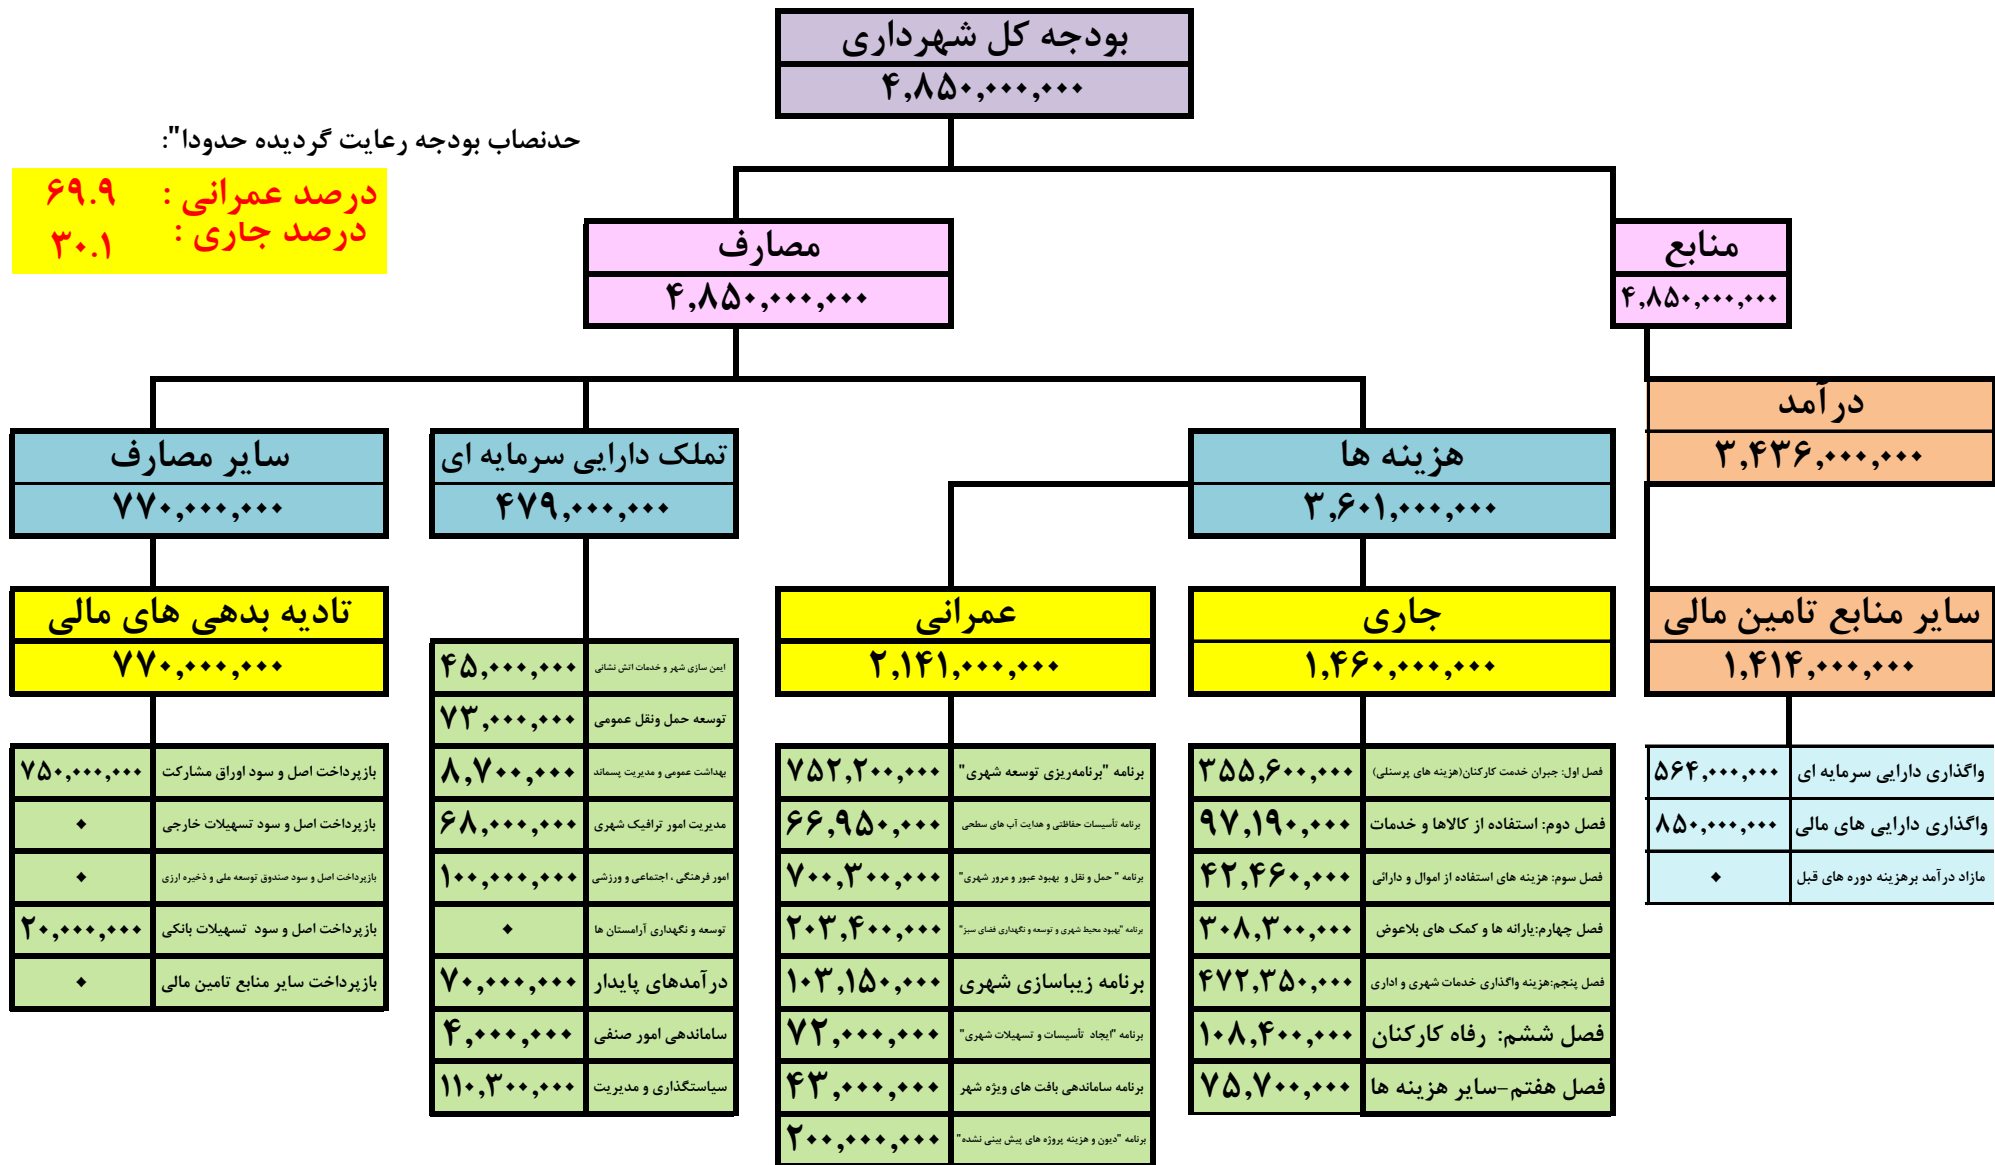 بودجه کل شهرداری
۴,۸۵۰,۰۰۰,۰۰۰
حدنصاب بودجه رعایت گردیده حدودا":
درصد عمرانی : ۶۹.۹
درصد جاری : ۳۰.۱
منابع
۴,۸۵۰,۰۰۰,۰۰۰
مصارف
۴,۸۵۰,۰۰۰,۰۰۰
درآمد
۳,۴۳۶,۰۰۰,۰۰۰
هزینه ها
۳,۶۰۱,۰۰۰,۰۰۰
تملک دارایی سرمایه ای
۴۷۹,۰۰۰,۰۰۰
سایر مصارف
۷۷۰,۰۰۰,۰۰۰
سایر منابع تامین مالی
۱,۴۱۴,۰۰۰,۰۰۰
واگذاری دارایی سرمایه ای ۵۶۴,۰۰۰,۰۰۰
واگذاری دارایی های مالی ۸۵۰,۰۰۰,۰۰۰
مازاد درآمد برهزینه دوره های قبل ۰
جاری
۱,۴۶۰,۰۰۰,۰۰۰
فصل اول: جبران خدمت کارکنان(هزینه های پرسنلی) ۳۵۵,۶۰۰,۰۰۰
فصل دوم: استفاده از کالاها و خدمات ۹۷,۱۹۰,۰۰۰
فصل سوم: هزینه های استفاده از اموال و دارائی ۴۲,۴۶۰,۰۰۰
فصل چهارم:یارانه ها و کمک های بلاعوض ۳۰۸,۳۰۰,۰۰۰
فصل پنجم:هزینه واگذاری خدمات شهری و اداری ۴۷۲,۳۵۰,۰۰۰
فصل ششم: رفاه کارکنان ۱۰۸,۴۰۰,۰۰۰
فصل هفتم-سایر هزینه ها ۷۵,۷۰۰,۰۰۰
عمرانی
۲,۱۴۱,۰۰۰,۰۰۰
برنامه "برنامه‌ریزی توسعه شهری" ۷۵۲,۲۰۰,۰۰۰
برنامه تأسیسات حفاظتی و هدایت آب های سطحی ۶۶,۹۵۰,۰۰۰
برنامه " حمل و نقل و بهبود عبور و مرور شهری" ۷۰۰,۳۰۰,۰۰۰
برنامه "بهبود محیط شهری و توسعه و نگهداری فضای سبز" ۲۰۳,۴۰۰,۰۰۰
برنامه زیباسازی شهری ۱۰۳,۱۵۰,۰۰۰
برنامه "ایجاد تأسیسات و تسهیلات شهری" ۷۲,۰۰۰,۰۰۰
برنامه ساماندهی بافت های ویژه شهر ۴۳,۰۰۰,۰۰۰
برنامه "دیون و هزینه پروژه های پیش بینی نشده" ۲۰۰,۰۰۰,۰۰۰
ایمن سازی شهر و خدمات اتش نشانی ۴۵,۰۰۰,۰۰۰
توسعه حمل ونقل عمومی ۷۳,۰۰۰,۰۰۰
بهداشت عمومی و مدیریت پسماند ۸,۷۰۰,۰۰۰
مدیریت امور ترافیک شهری ۶۸,۰۰۰,۰۰۰
امور فرهنگی ، اجتماعی و ورزشی ۱۰۰,۰۰۰,۰۰۰
توسعه و نگهداری آرامستان ها ۰
درآمدهای پایدار ۷۰,۰۰۰,۰۰۰
ساماندهی امور صنفی ۴,۰۰۰,۰۰۰
سیاستگذاری و مدیریت ۱۱۰,۳۰۰,۰۰۰
تادیه بدهی های مالی
۷۷۰,۰۰۰,۰۰۰
بازپرداخت اصل و سود اوراق مشارکت ۷۵۰,۰۰۰,۰۰۰
بازپرداخت اصل و سود تسهیلات خارجی ۰
بازپرداخت اصل و سود صندوق توسعه ملی و ذخیره ارزی ۰
بازپرداخت اصل و سود تسهیلات بانکی ۲۰,۰۰۰,۰۰۰
بازپرداخت سایر منابع تامین مالی ۰